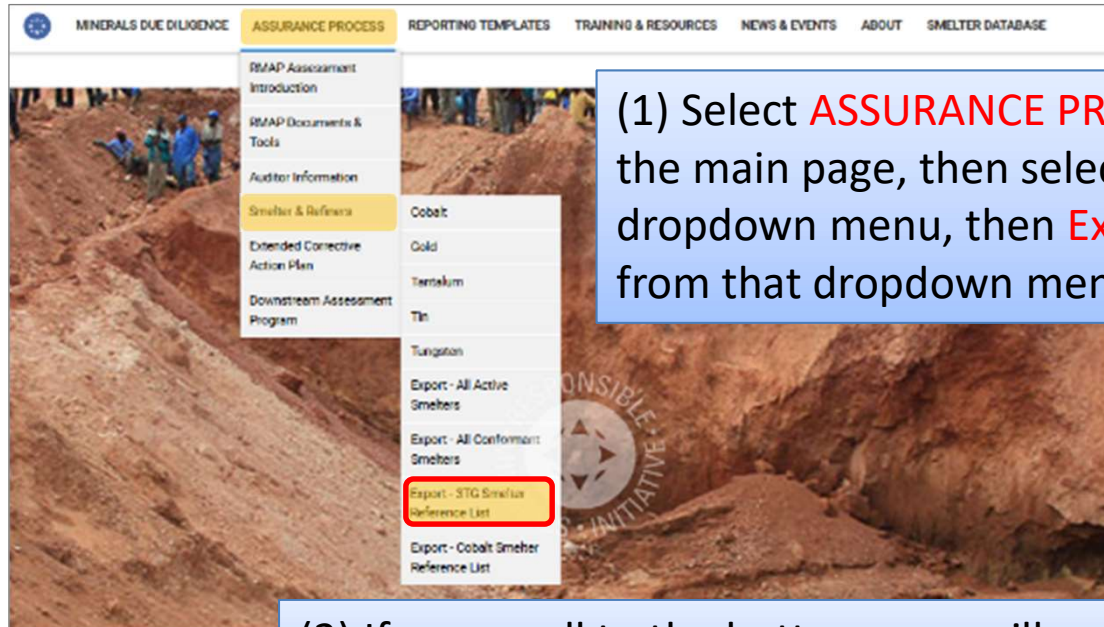 MINERALS DUE DILIGENCE ASSURANCE PROCESS REPORTING TEMPLATES TRAINING & RESOURCES NEWS & EVENTS ABOUT SMELTER DATABASE
RMAP Assessment
Introduction
RMAP Documents &
Tools
Auditor Information
Smelter & Refiners
Extended Corrective
Action Plan
Downstream Assessment
Program
Cobalt
Gold
Tantalum
Tin
Tungsten
Export - All Active
Smelters
Export - All Conformant
Smelters
Export - 3TG Smelter
Reference List
Export - Cobalt Smelter
Reference List
(1) Select ASSURANCE PR
the main page, then selec
dropdown menu, then Ex
from that dropdown men
INITIATIVE